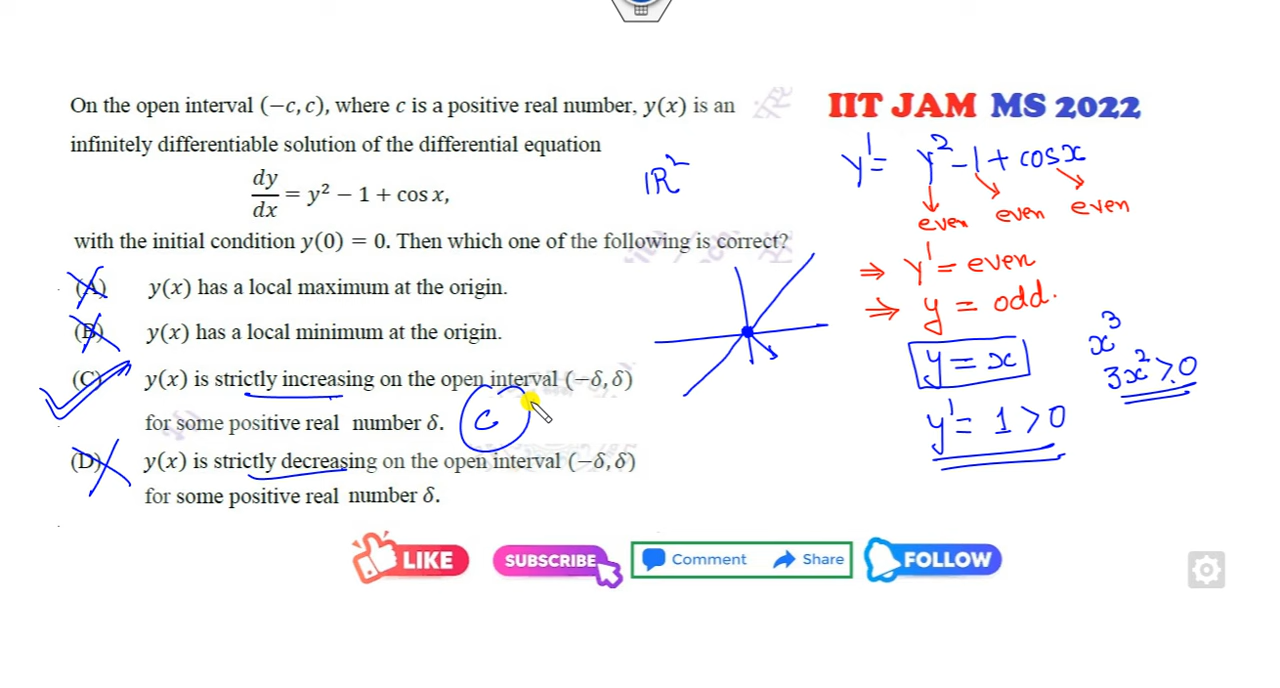 On the open interval (−c, c), where c is a positive real number, y(x) is an
infinitely differentiable solution of the differential equation
dy/dx = y² − 1 + cos x,
with the initial condition y(0) = 0. Then which one of the following is correct?
(A) y(x) has a local maximum at the origin.
(B) y(x) has a local minimum at the origin.
(C) y(x) is strictly increasing on the open interval (−δ, δ)
for some positive real number δ.
C
(D) y(x) is strictly decreasing on the open interval (−δ, δ)
for some positive real number δ.
IR²
IIT JAM MS 2022
y' = y² − 1 + cosx
even even even
⇒ y' = even
⇒ y = odd.
y = x
y' = 1 > 0
x³
3x² > 0
LIKE
SUBSCRIBE
Comment
Share
FOLLOW